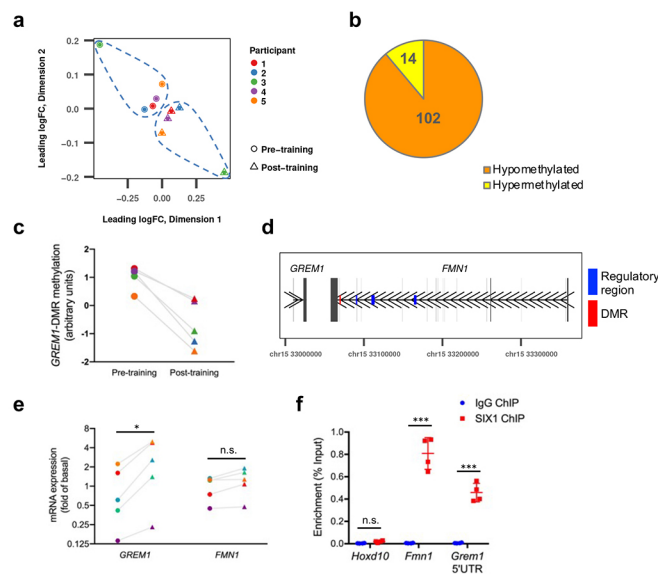 a
Leading logFC, Dimension 2
0.2
0.1
0.0
-0.1
-0.2
-0.25
0.00
0.25
Leading logFC, Dimension 1
Participant
1
2
3
4
5
Pre-training
Post-training
b
14
102
Hypomethylated
Hypermethylated
c
GREM1-DMR methylation
(arbitrary units)
2
1
0
-1
-2
Pre-training Post-training
d
GREM1 FMN1
chr15 33000000 chr15 33100000 chr15 33200000 chr15 33300000
Regulatory
region
DMR
e
mRNA expression
(fold of basal)
8
4
2
1
0.5
0.25
0.125
*
n.s.
GREM1 FMN1
f
IgG ChIP
SIX1 ChIP
Enrichment (% Input)
1.0
0.8
0.6
0.4
0.2
0.0
n.s.
***
***
Hoxd10 Fmn1 Grem1
5'UTR